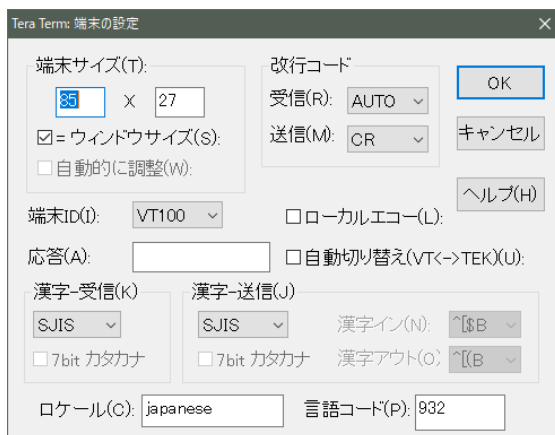 Tera Term: 端末の設定
端末サイズ(T):
85 X 27
= ウィンドウサイズ(S):
自動的に調整(W):
改行コード
受信(R): AUTO
送信(M): CR
OK
キャンセル
ヘルプ(H)
端末ID(I): VT100
ローカルエコー(L):
応答(A):
自動切り替え(VT<->TEK)(U):
漢字-受信(K)
SJIS
7bit カタカナ
漢字-送信(J)
SJIS
7bit カタカナ
漢字イン(N): ^[$B
漢字アウト(O) ^[(B
ロケール(C): japanese
言語コード(P): 932